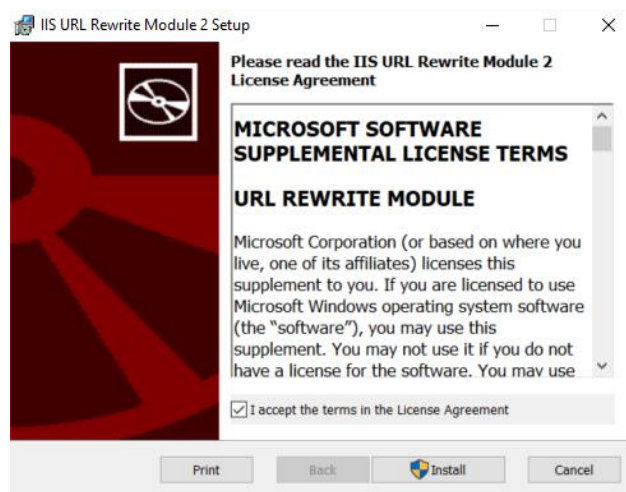 IIS URL Rewrite Module 2 Setup
Please read the IIS URL Rewrite Module 2
License Agreement
MICROSOFT SOFTWARE
SUPPLEMENTAL LICENSE TERMS
URL REWRITE MODULE
Microsoft Corporation (or based on where you
live, one of its affiliates) licenses this
supplement to you. If you are licensed to use
Microsoft Windows operating system software
(the “software”), you may use this
supplement. You may not use it if you do not
have a license for the software. You may use
I accept the terms in the License Agreement
Print
Back
Install
Cancel